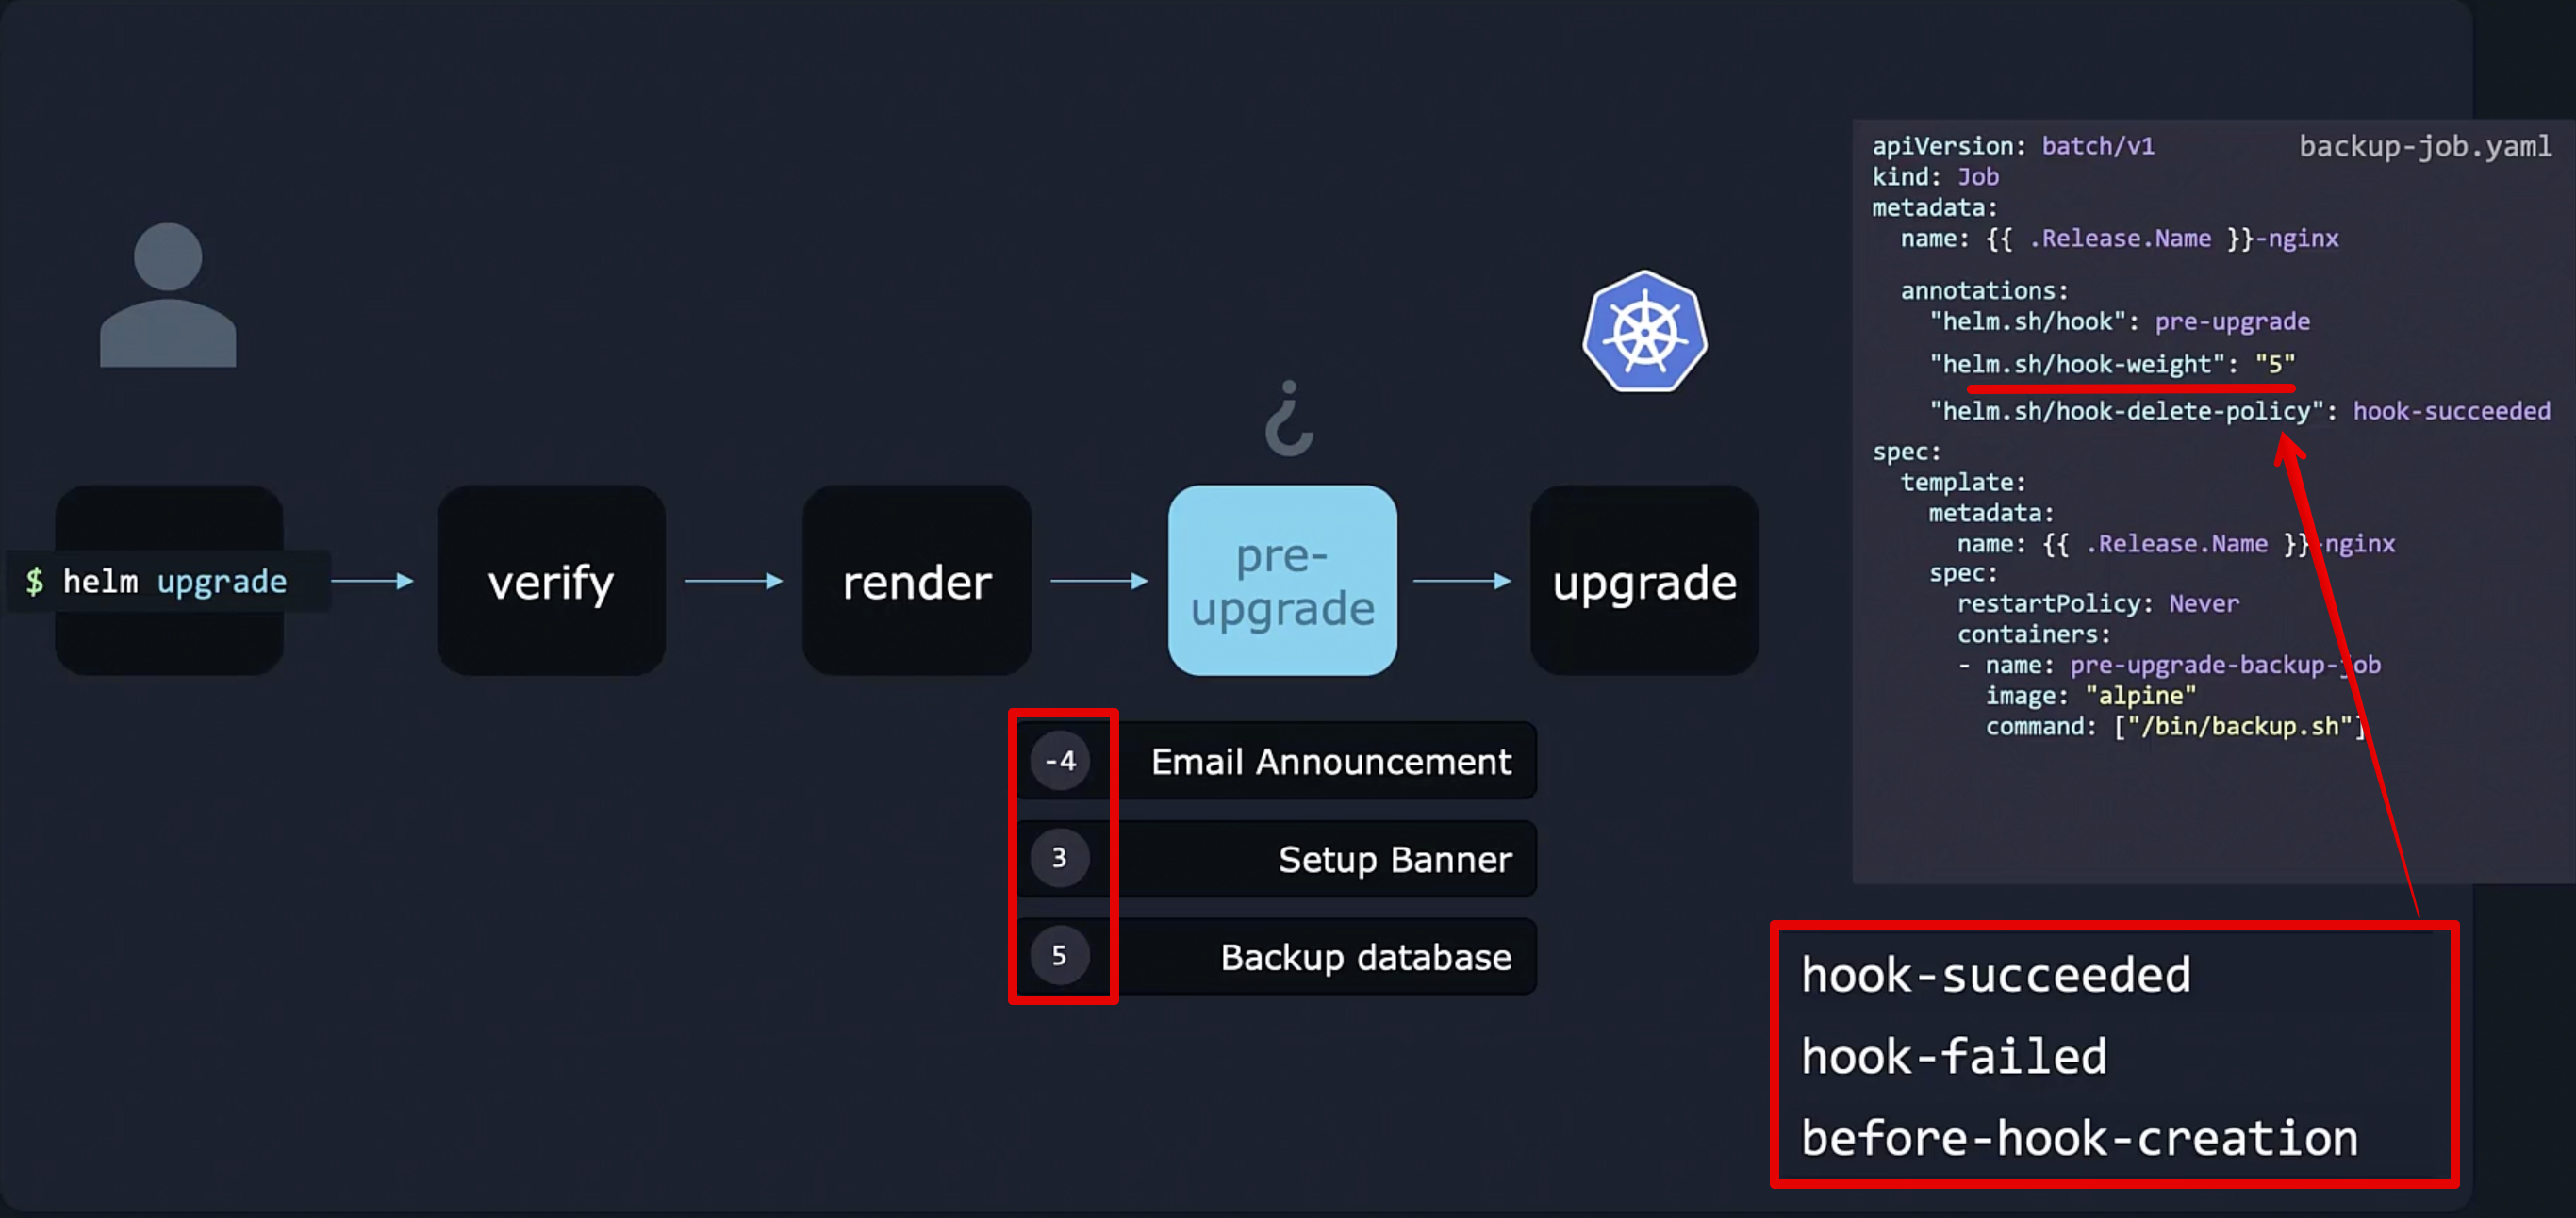 $ helm upgrade
verify
render
pre-
upgrade
upgrade
-4
Email Announcement
3
Setup Banner
5
Backup database
backup-job.yaml
apiVersion: batch/v1
kind: Job
metadata:
  name: {{ .Release.Name }}-nginx
  annotations:
    "helm.sh/hook": pre-upgrade
    "helm.sh/hook-weight": "5"
    "helm.sh/hook-delete-policy": hook-succeeded
spec:
  template:
    metadata:
      name: {{ .Release.Name }}-nginx
    spec:
      restartPolicy: Never
      containers:
      - name: pre-upgrade-backup-job
        image: "alpine"
        command: ["/bin/backup.sh"]
hook-succeeded
hook-failed
before-hook-creation